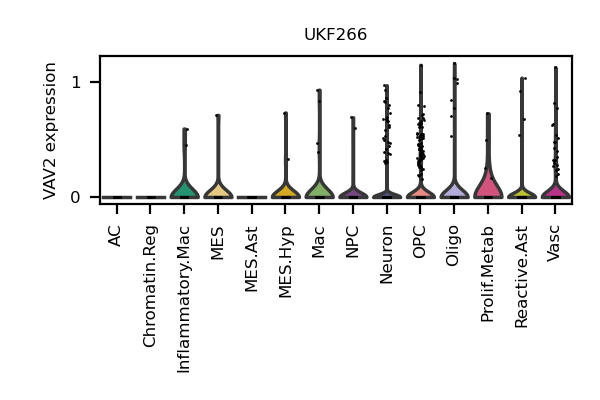 UKF266
VAV2 expression
1
0
AC
Chromatin.Reg
Inflammatory.Mac
MES
MES.Ast
MES.Hyp
Mac
NPC
Neuron
OPC
Oligo
Prolif.Metab
Reactive.Ast
Vasc